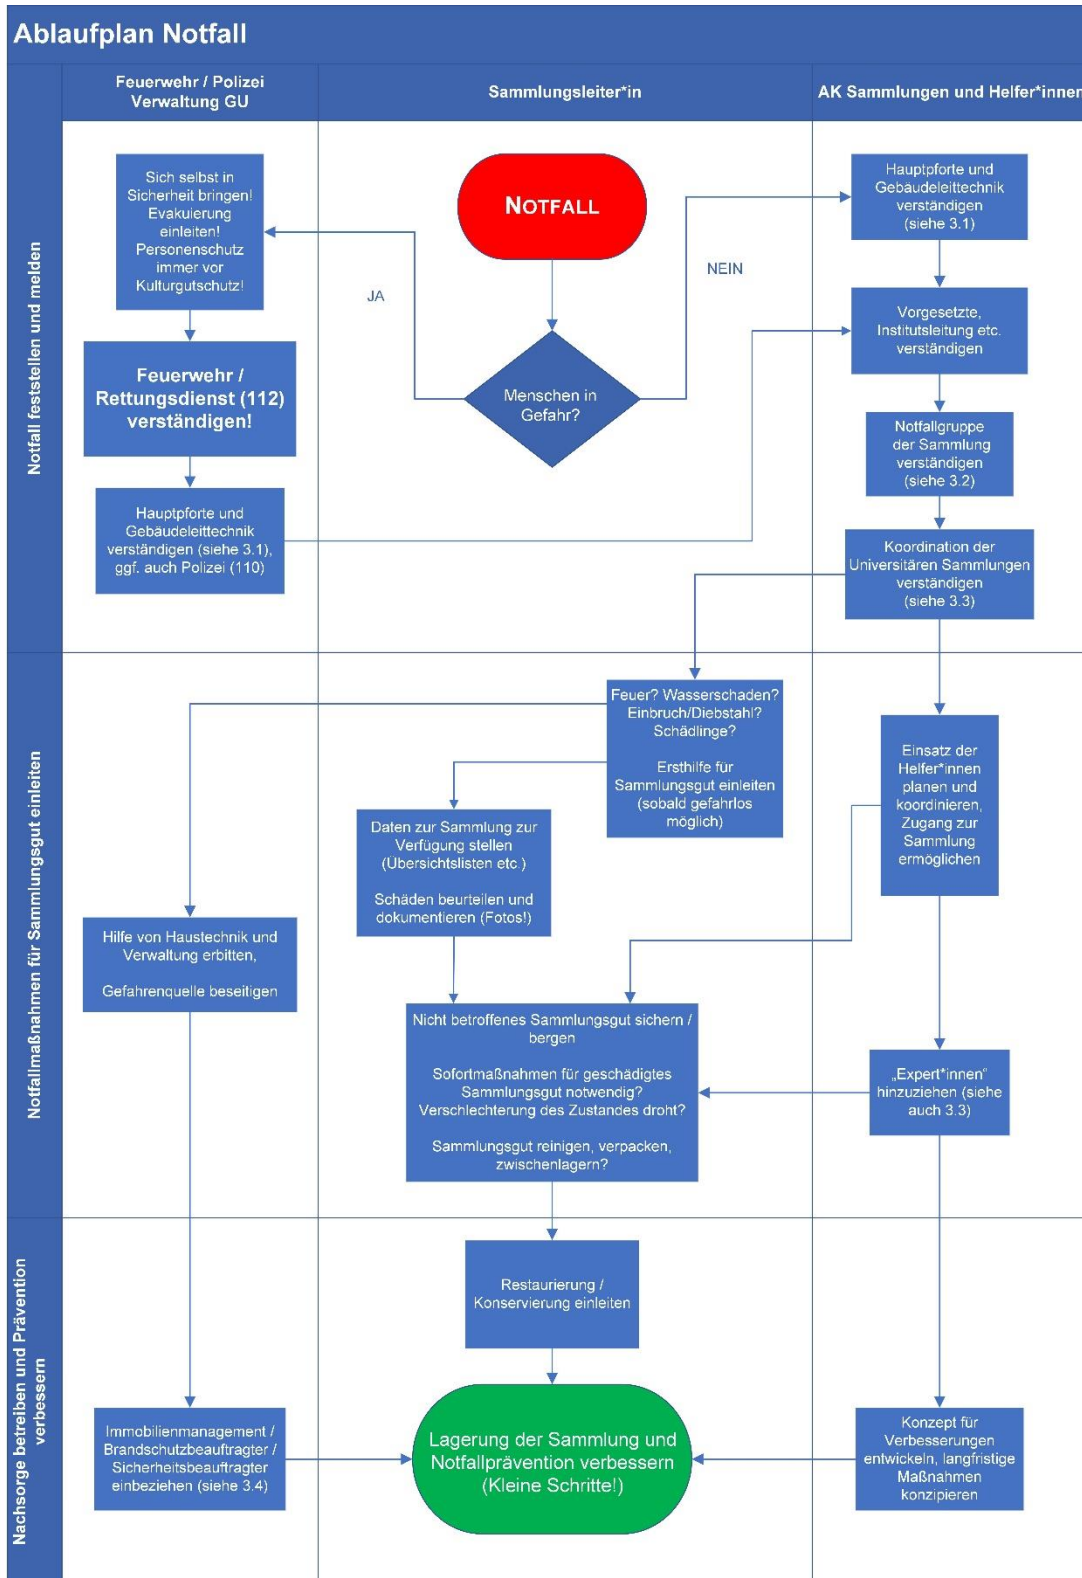 Ablaufplan Notfall
Feuerwehr / Polizei
Verwaltung GU
Sammlungsleiter*in
AK Sammlungen und Helfer*innen
Notfall feststellen und melden
Sich selbst in
Sicherheit bringen!
Evakuierung
einleiten!
Personenschutz
immer vor
Kulturgutschutz!
NOTFALL
Hauptpforte und
Gebäudeleittechnik
verständigen
(siehe 3.1)
JA
NEIN
Vorgesetzte,
Institutsleitung etc.
verständigen
Feuerwehr /
Rettungsdienst (112)
verständigen!
Menschen in
Gefahr?
Notfallgruppe
der Sammlung
verständigen
(siehe 3.2)
Hauptpforte und
Gebäudeleittechnik
verständigen (siehe 3.1),
ggf. auch Polizei (110)
Koordination der
Universitären Sammlungen
verständigen
(siehe 3.3)
Notfallmaßnahmen für Sammlungsgut einleiten
Feuer? Wasserschaden?
Einbruch/Diebstahl?
Schädlinge?
Ersthilfe für
Sammlungsgut einleiten
(sobald gefahrlos
möglich)
Einsatz der
Helfer*innen
planen und
koordinieren,
Zugang zur
Sammlung
ermöglichen
Daten zur Sammlung zur
Verfügung stellen
(Übersichtslisten etc.)
Schäden beurteilen und
dokumentieren (Fotos!)
Hilfe von Haustechnik und
Verwaltung erbitten,
Gefahrenquelle beseitigen
Nicht betroffenes Sammlungsgut sichern /
bergen
Sofortmaßnahmen für geschädigtes
Sammlungsgut notwendig?
Verschlechterung des Zustandes droht?
Sammlungsgut reinigen, verpacken,
zwischenlagern?
„Expert*innen“
hinzuziehen (siehe
auch 3.3)
Nachsorge betreiben und Prävention
verbessern
Restaurierung /
Konservierung einleiten
Immobilienmanagement /
Brandschutzbeauftragter /
Sicherheitsbeauftragter
einbeziehen (siehe 3.4)
Lagerung der Sammlung und
Notfallprävention verbessern
(Kleine Schritte!)
Konzept für
Verbesserungen
entwickeln, langfristige
Maßnahmen
konzipieren